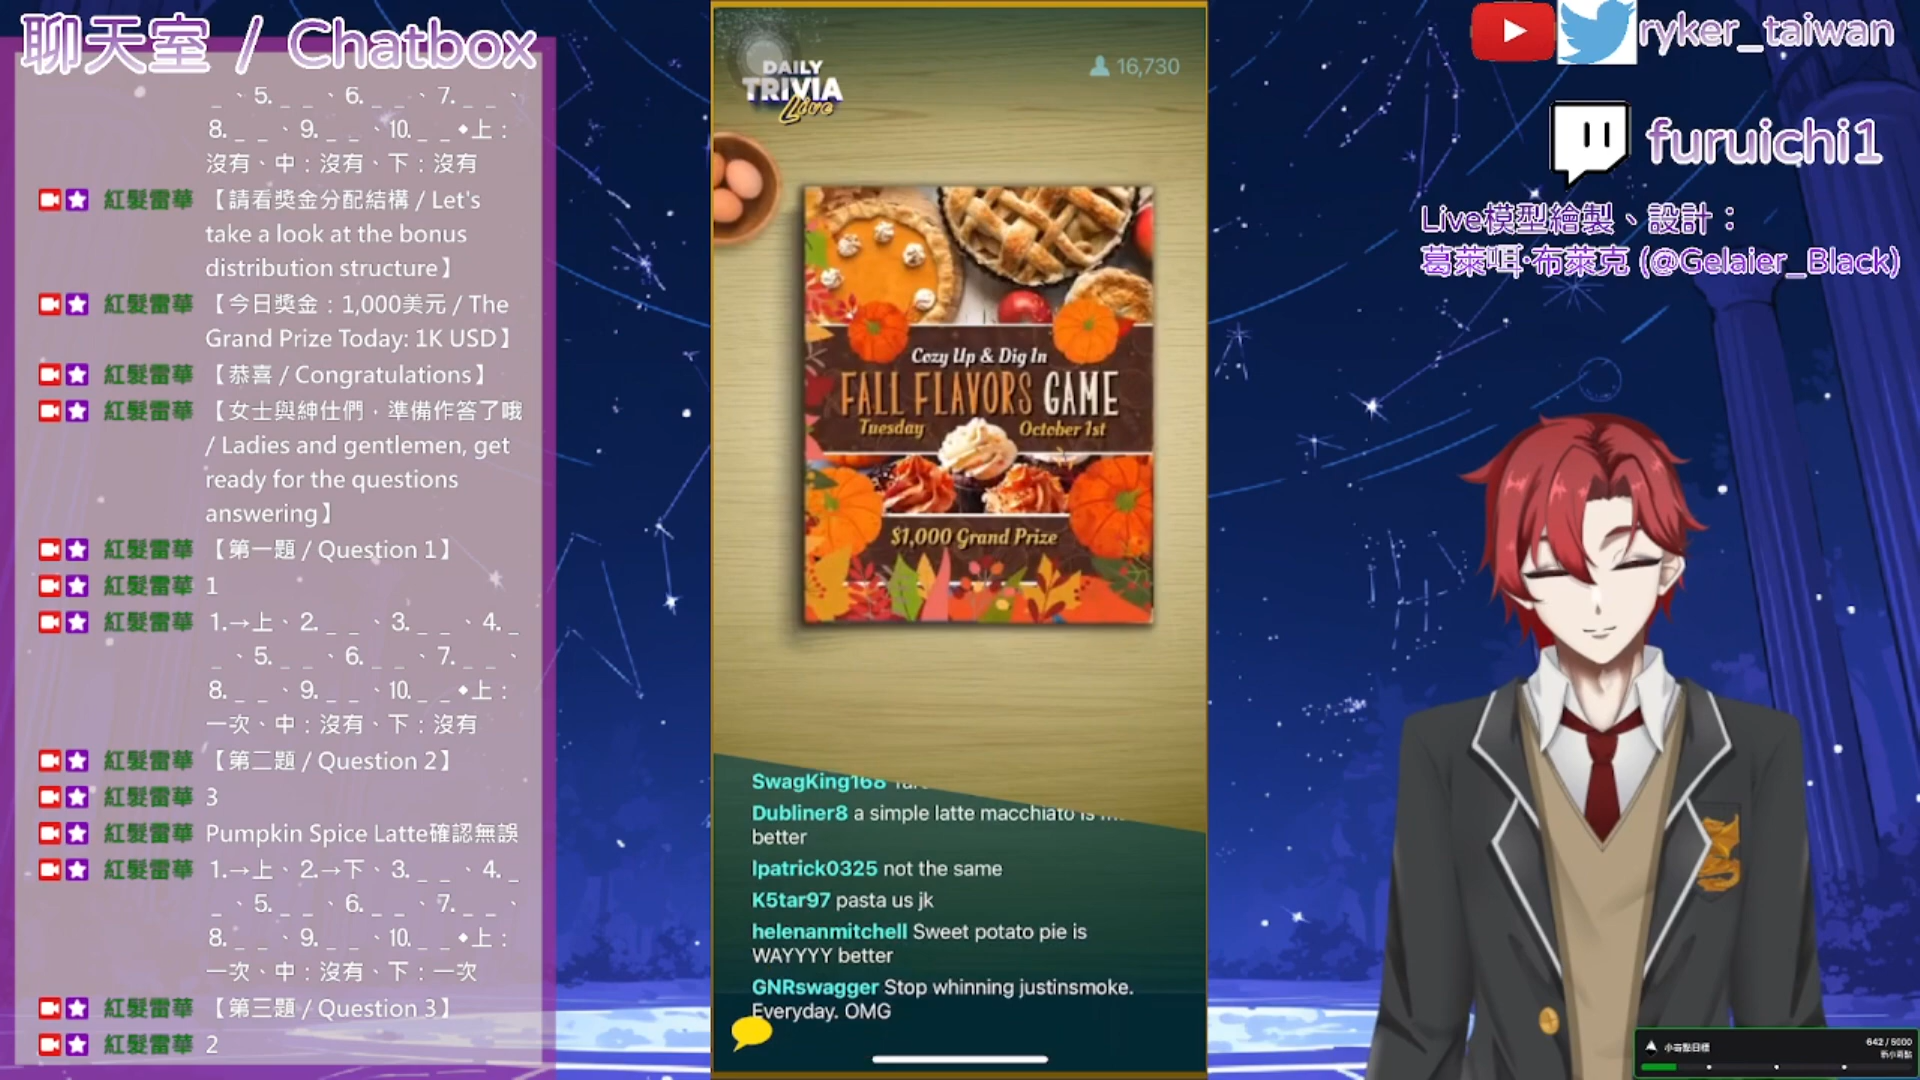 聊天室 / Chatbox
_ 、5. _ _ 、6. _ _ 、7. _ _ 、
8. _ _ 、9. _ _ 、10. _ _ ◆上：
沒有、中：沒有、下：沒有
紅髮雷華 【請看獎金分配結構 / Let's
take a look at the bonus
distribution structure】
紅髮雷華 【今日獎金：1,000美元 / The
Grand Prize Today: 1K USD】
紅髮雷華 【恭喜 / Congratulations】
紅髮雷華 【女士與紳仕們，準備作答了哦
/ Ladies and gentlemen, get
ready for the questions
answering】
紅髮雷華 【第一題 / Question 1】
紅髮雷華 1
紅髮雷華 1.→上、2. _ _ 、3. _ _ 、4. _
_ 、5. _ _ 、6. _ _ 、7. _ _ 、
8. _ _ 、9. _ _ 、10. _ _ ◆上：
一次、中：沒有、下：沒有
紅髮雷華 【第二題 / Question 2】
紅髮雷華 3
紅髮雷華 Pumpkin Spice Latte確認無誤
紅髮雷華 1.→上、2.→下、3. _ _ 、4. _
_ 、5. _ _ 、6. _ _ 、7. _ _ 、
8. _ _ 、9. _ _ 、10. _ _ ◆上：
一次、中：沒有、下：一次
紅髮雷華 【第三題 / Question 3】
紅髮雷華 2
DAILY
TRIVIA
Live
16,730
Cozy Up & Dig In
FALL FLAVORS GAME
Tuesday October 1st
$1,000 Grand Prize
SwagKing168
Dubliner8 a simple latte macchiato is
better
lpatrick0325 not the same
K5tar97 pasta us jk
helenanmitchell Sweet potato pie is
WAYYYY better
GNRswagger Stop whinning justinsmoke.
Everyday. OMG
ryker_taiwan
furuichi1
Live模型繪製、設計：
葛萊咡·布萊克 (@Gelaier_Black)
642 / 5000